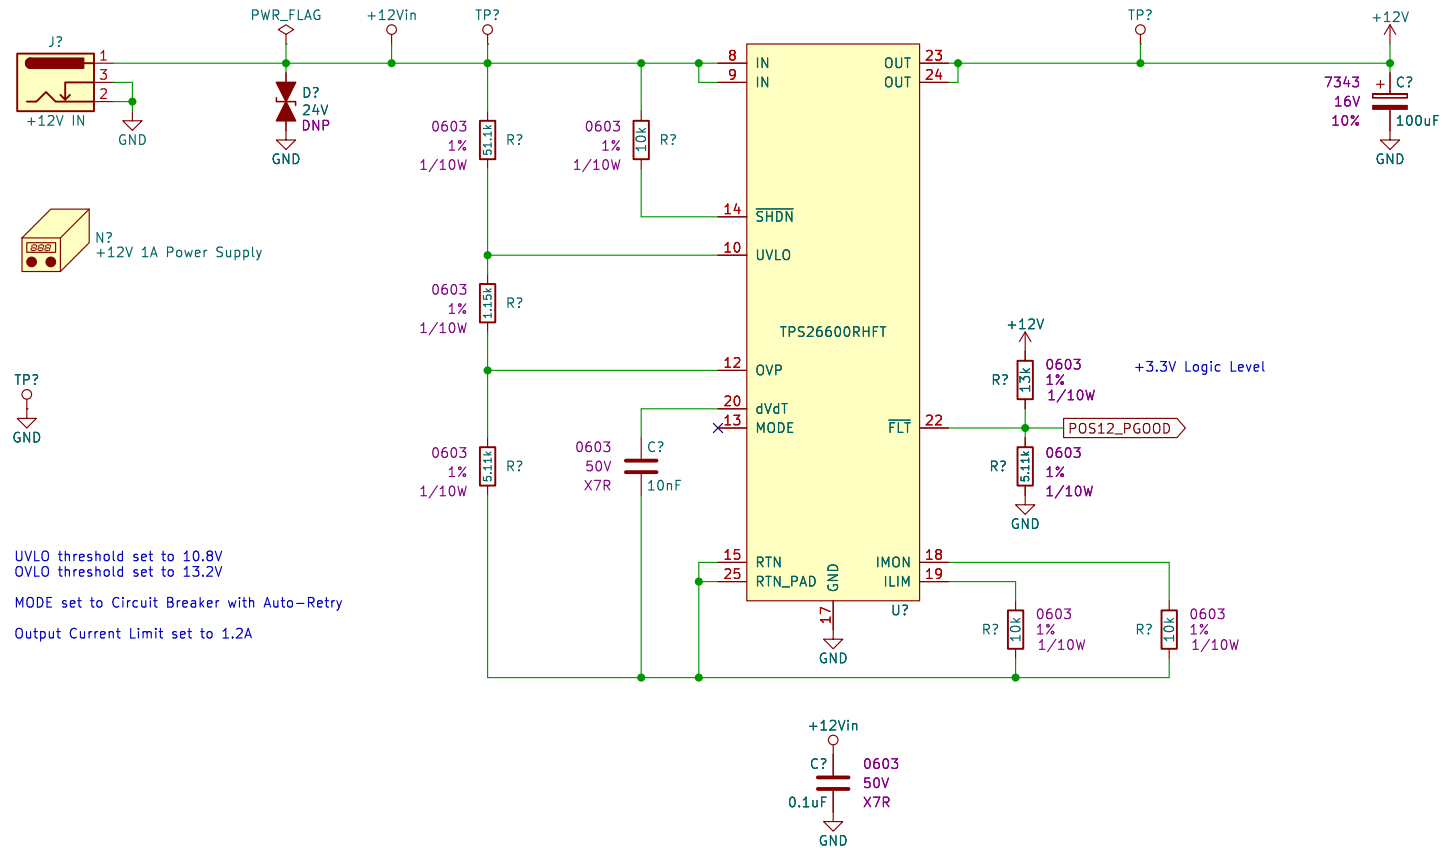 PWR_FLAG
+12Vin
TP?
TP?
+12V
J?
1
3
2
+12V IN
GND
D?
24V
DNP
GND
0603
1%
1/10W
51.1k
R?
0603
1%
1/10W
10k
R?
8 IN
9 IN
14 SHDN
10 UVLO
12 OVP
20 dVdT
13 MODE
15 RTN
25 RTN_PAD
TPS26600RHFT
OUT 23
OUT 24
FLT 22
IMON 18
ILIM 19
GND
17
U?
GND
7343
16V
10%
+ C?
100uF
GND
N?
+12V 1A Power Supply
0603
1%
1/10W
1.15k
R?
TP?
GND
0603
1%
1/10W
5.11k
R?
0603
50V
X7R
C?
10nF
+12V
R?
13k
0603
1%
1/10W
+3.3V Logic Level
POS12_PGOOD
R?
5.11k
0603
1%
1/10W
GND
UVLO threshold set to 10.8V
OVLO threshold set to 13.2V
MODE set to Circuit Breaker with Auto-Retry
Output Current Limit set to 1.2A
R?
10k
0603
1%
1/10W
R?
10k
0603
1%
1/10W
+12Vin
C?
0.1uF
0603
50V
X7R
GND